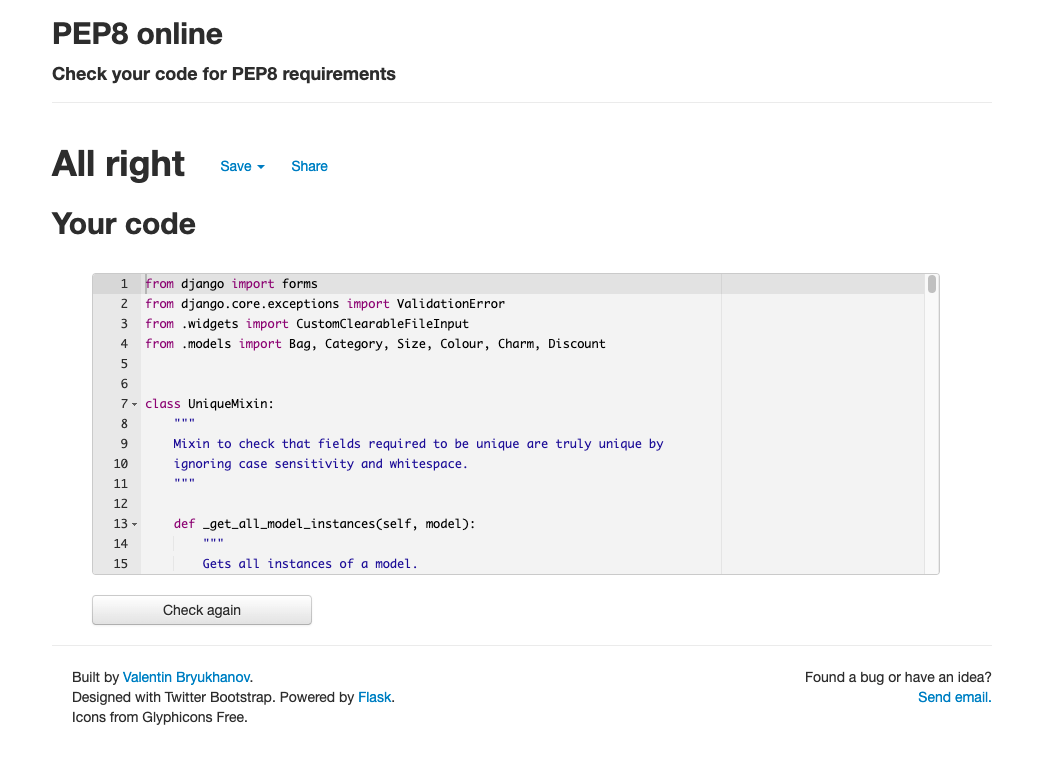 PEP8 online
Check your code for PEP8 requirements
All right Save Share
Your code
1 from django import forms
2 from django.core.exceptions import ValidationError
3 from .widgets import CustomClearableFileInput
4 from .models import Bag, Category, Size, Colour, Charm, Discount
5
6
7 class UniqueMixin:
8 """
9 Mixin to check that fields required to be unique are truly unique by
10 ignoring case sensitivity and whitespace.
11 """
12
13 def _get_all_model_instances(self, model):
14 """
15 Gets all instances of a model.
Check again
Built by Valentin Bryukhanov. Found a bug or have an idea?
Designed with Twitter Bootstrap. Powered by Flask. Send email.
Icons from Glyphicons Free.